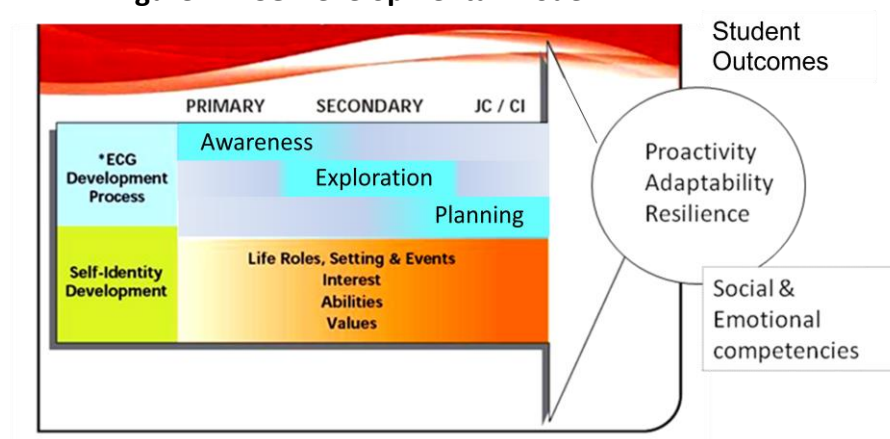 Student
Outcomes
PRIMARY SECONDARY JC / CI
*ECG
Development
Process
Awareness
Exploration
Planning
Self-Identity
Development
Life Roles, Setting & Events
Interest
Abilities
Values
Proactivity
Adaptability
Resilience
Social &
Emotional
competencies